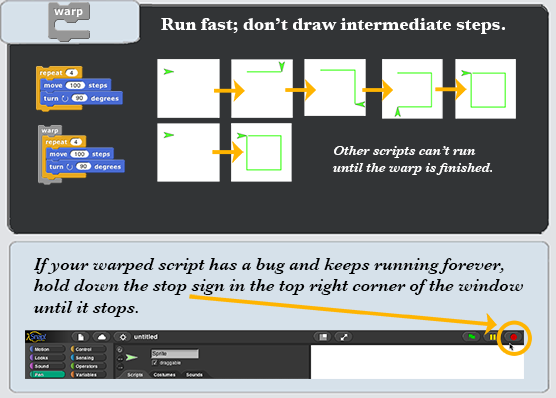 warp
Run fast; don't draw intermediate steps.
repeat 4
move 100 steps
turn 90 degrees
warp
repeat 4
move 100 steps
turn 90 degrees
Other scripts can't run
until the warp is finished.
If your warped script has a bug and keeps running forever,
hold down the stop sign in the top right corner of the window
until it stops.
Snap! untitled
Motion Control
Looks Sensing
Sound Operators
Pen Variables
Sprite
draggable
Scripts Costumes Sounds